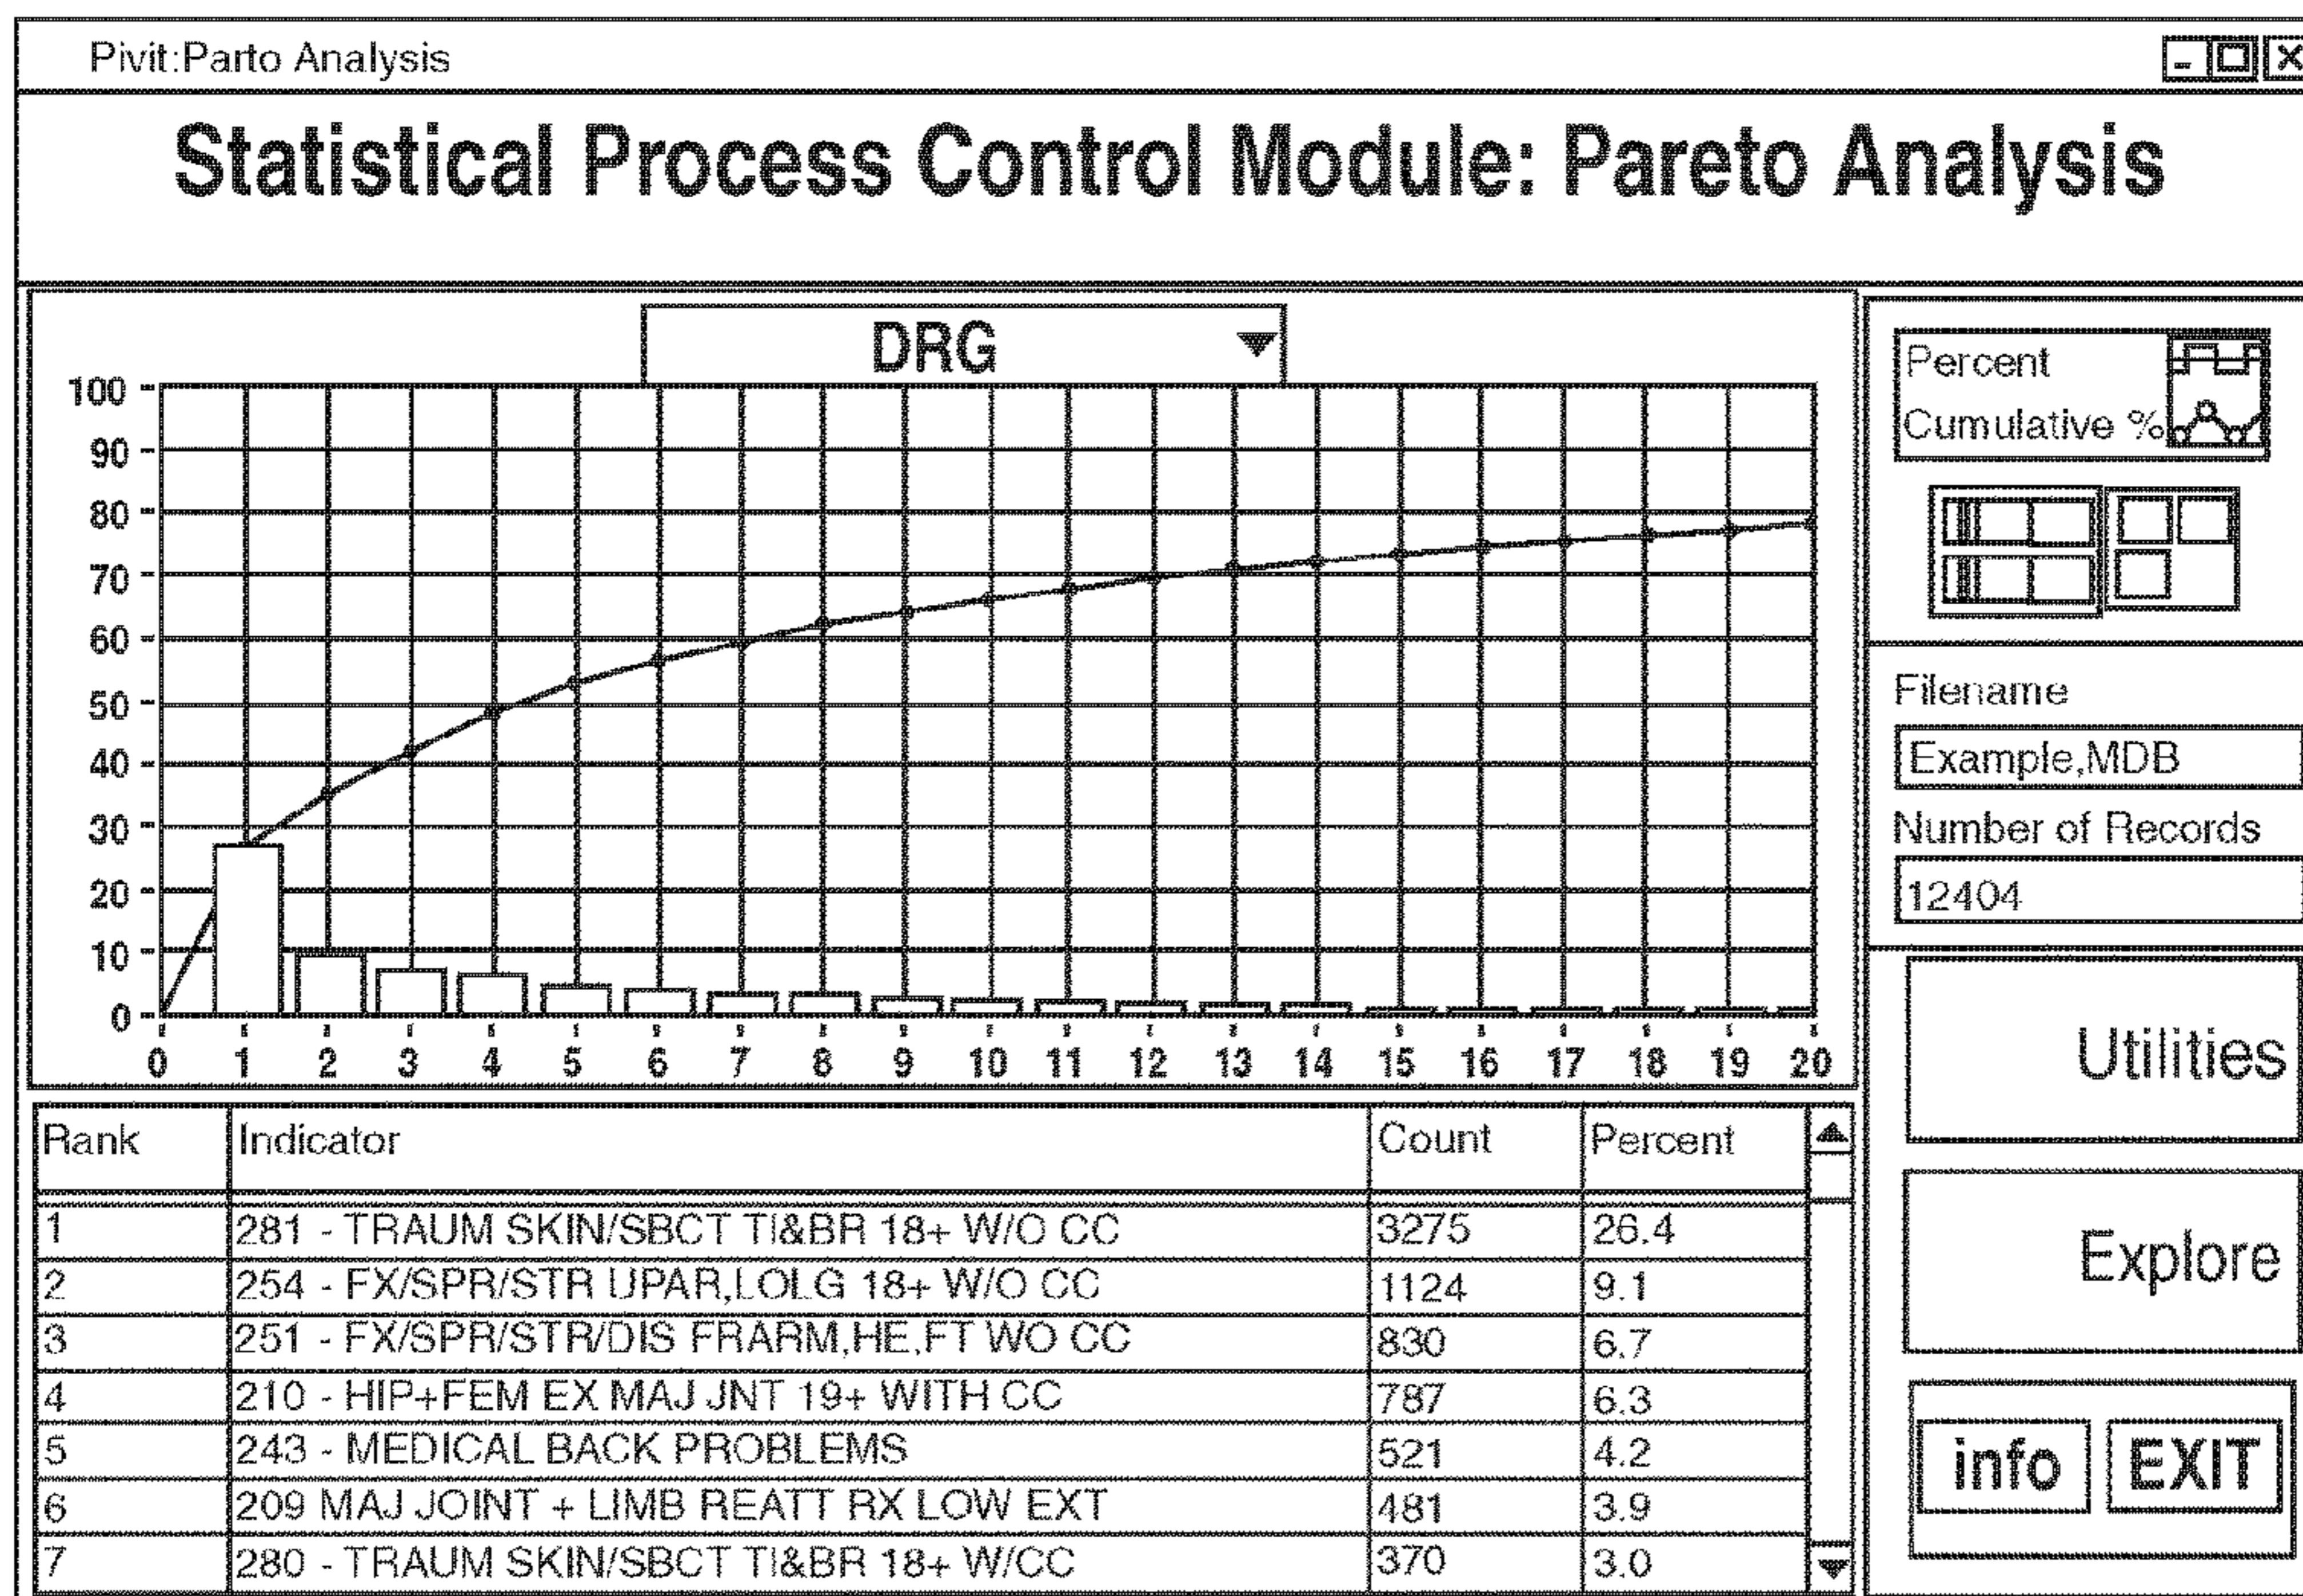 Pivit:Parto Analysis
Statistical Process Control Module: Pareto Analysis
DRG
100
90
80
70
60
50
40
30
20
10
0
0 1 2 3 4 5 6 7 8 9 10 11 12 13 14 15 16 17 18 19 20
Rank Indicator Count Percent
1 281 - TRAUM SKIN/SBCT TI&BR 18+ W/O CC 3275 26.4
2 254 - FX/SPR/STR UPAR,LOLG 18+ W/O CC 1124 9.1
3 251 - FX/SPR/STR/DIS FRARM,HE,FT WO CC 830 6.7
4 210 - HIP+FEM EX MAJ JNT 19+ WITH CC 787 6.3
5 243 - MEDICAL BACK PROBLEMS 521 4.2
6 209 MAJ JOINT + LIMB REATT RX LOW EXT 481 3.9
7 280 - TRAUM SKIN/SBCT TI&BR 18+ W/CC 370 3.0
Percent
Cumulative %
Filename
Example,MDB
Number of Records
12404
Utilities
Explore
info EXIT